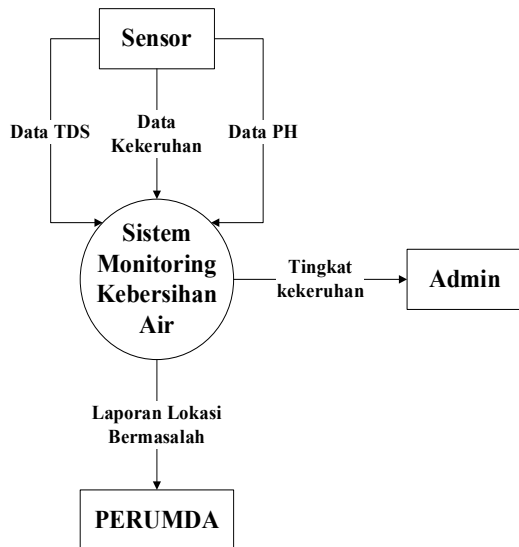 Sensor
Data TDS
Data
Kekeruhan
Data PH
Sistem
Monitoring
Kebersihan
Air
Tingkat
kekeruhan
Admin
Laporan Lokasi
Bermasalah
PERUMDA